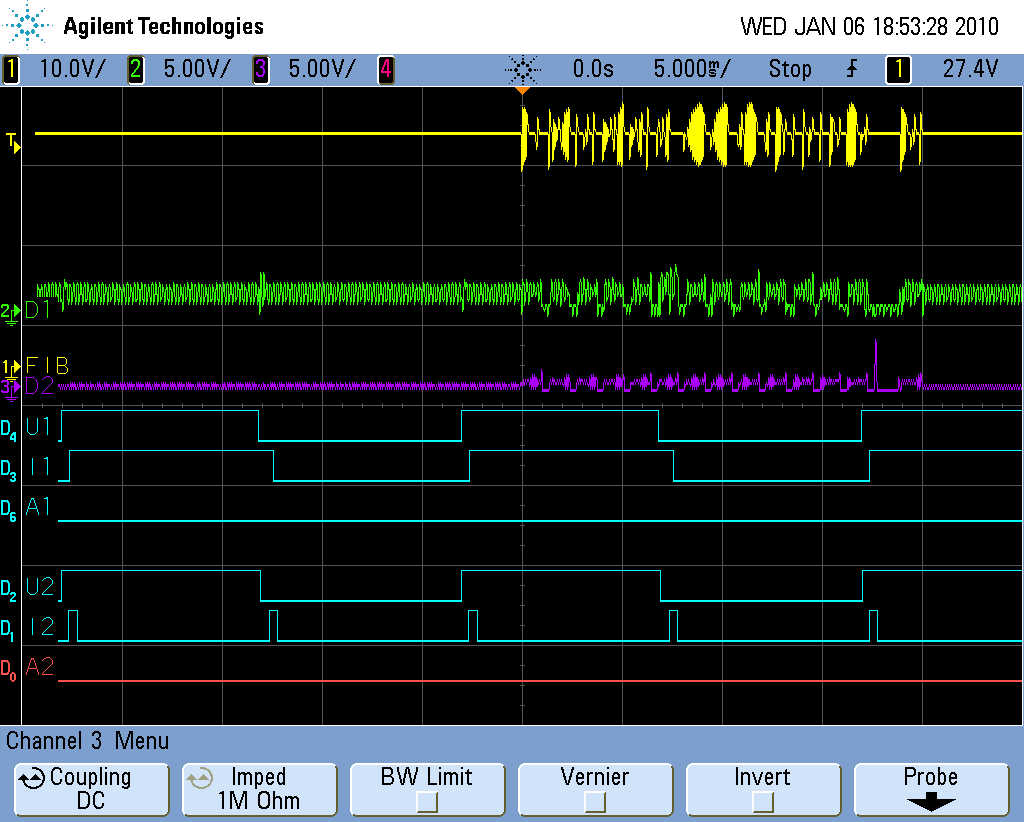 Agilent Technologies WED JAN 06 18:53:28 2010
1 10.0V/ 2 5.00V/ 3 5.00V/ 4 0.0s 5.000ms/ Stop 1 27.4V
T
2 D1
1 FIB
3 D2
D4 U1
D3 I1
D6 A1
D2 U2
D1 I2
D0 A2
Channel 3 Menu
Coupling Imped BW Limit Vernier Invert Probe
DC 1M Ohm